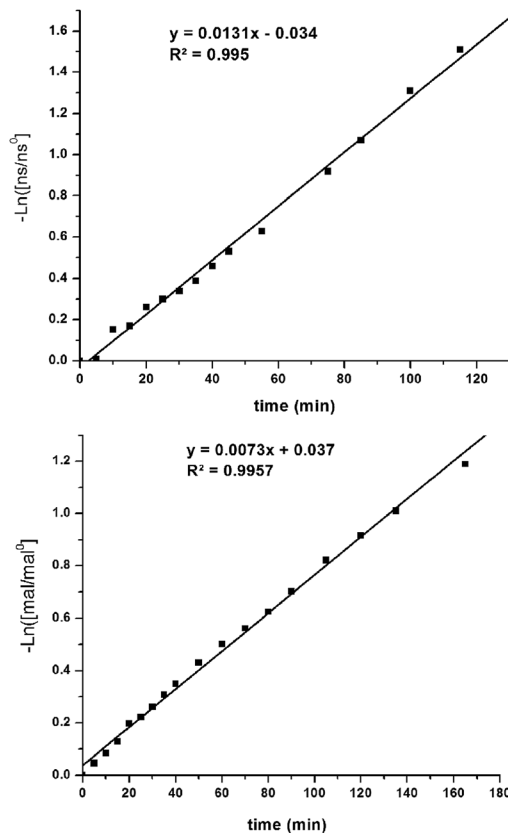 y = 0.0131x - 0.034
R² = 0.995
-Ln([ns/ns⁰]
1.6
1.4
1.2
1.0
0.8
0.6
0.4
0.2
0.0
0 20 40 60 80 100 120
time (min)
y = 0.0073x + 0.037
R² = 0.9957
-Ln([mal/mal⁰]
1.2
1.0
0.8
0.6
0.4
0.2
0.0
0 20 40 60 80 100 120 140 160 180
time (min)